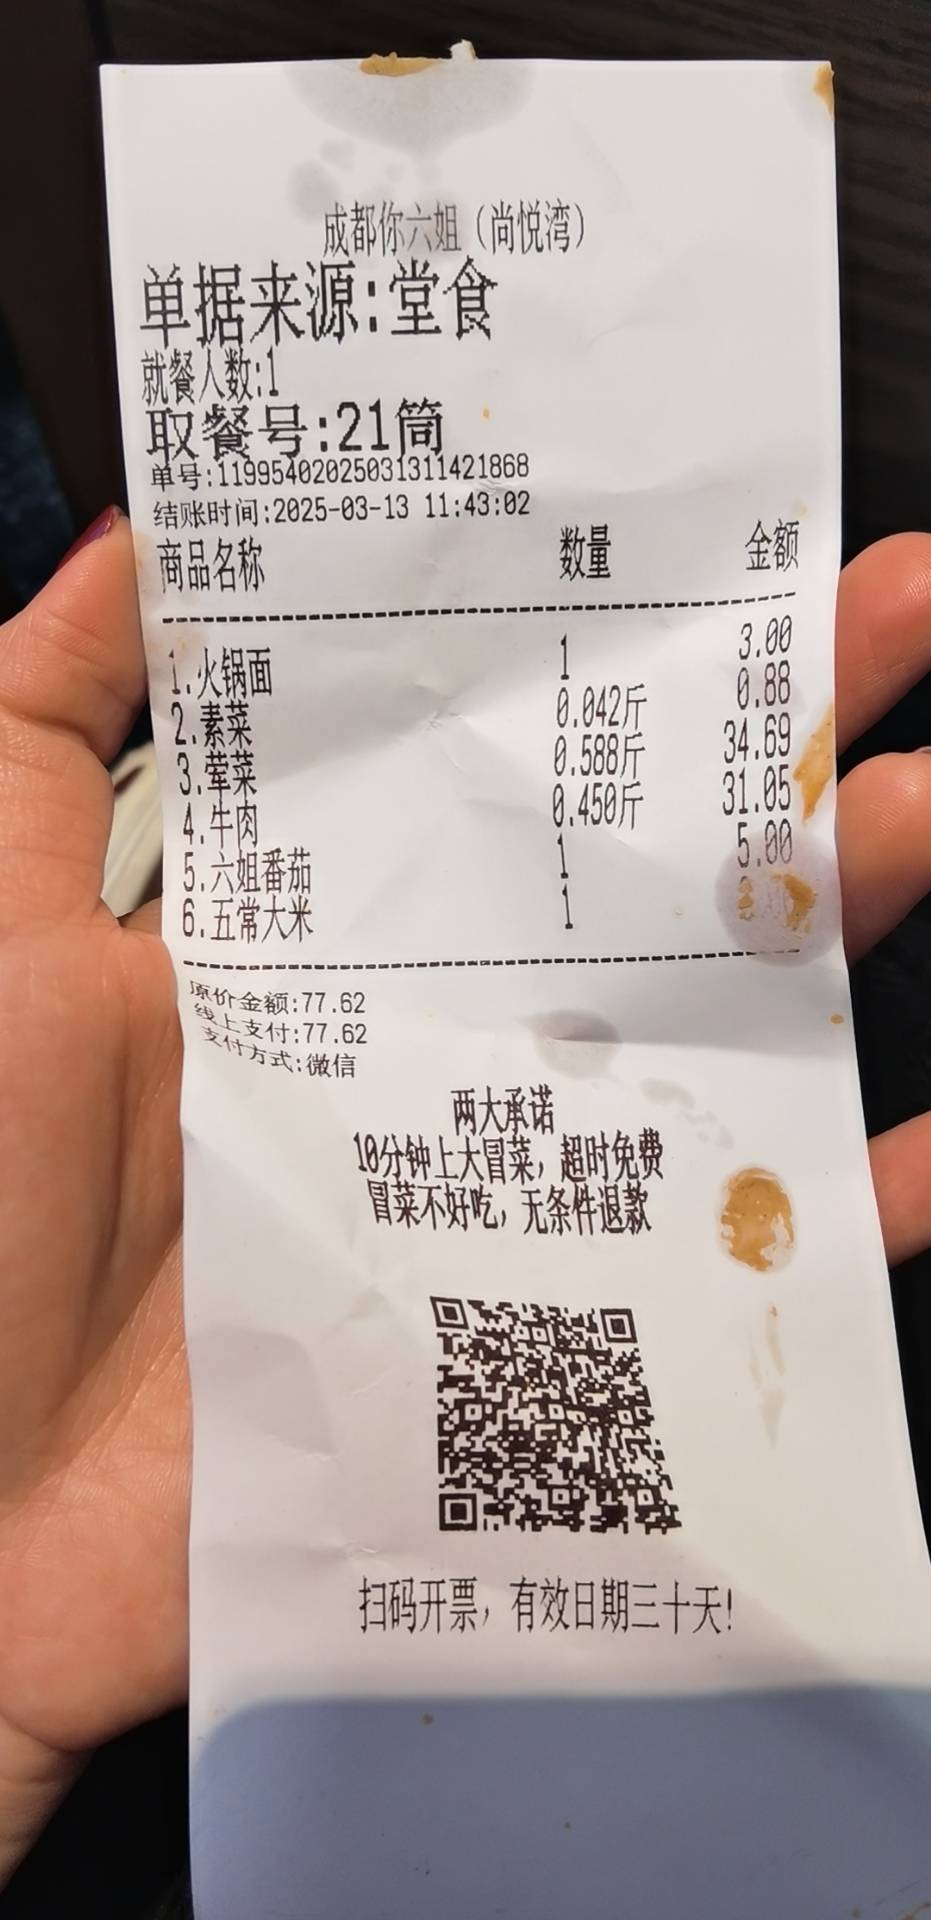 成都你六姐（尚悦湾）
单据来源:堂食
就餐人数:1
取餐号:21筒
单号:11995402025031311421868
结账时间:2025-03-13 11:43:02
商品名称 数量 金额
1.火锅面 1 3.00
2.素菜 0.042斤 0.88
3.荤菜 0.588斤 34.69
4.牛肉 0.450斤 31.05
5.六姐番茄 1 5.00
6.五常大米 1
原价金额:77.62
线上支付:77.62
支付方式:微信
两大承诺
10分钟上大冒菜，超时免费
冒菜不好吃，无条件退款
扫码开票，有效日期三十天!